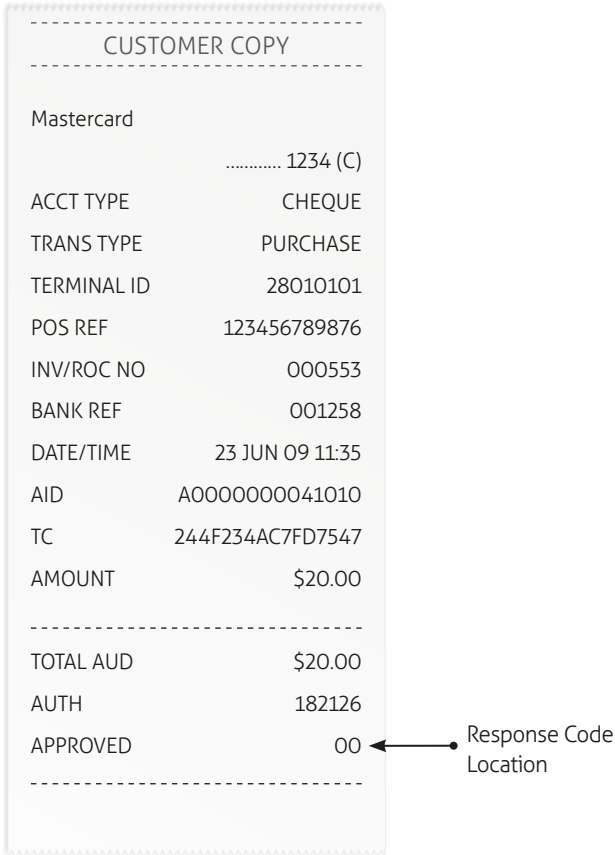 CUSTOMER COPY
Mastercard
............ 1234 (C)
ACCT TYPE CHEQUE
TRANS TYPE PURCHASE
TERMINAL ID 28010101
POS REF 123456789876
INV/ROC NO 000553
BANK REF 001258
DATE/TIME 23 JUN 09 11:35
AID A0000000041010
TC 244F234AC7FD7547
AMOUNT $20.00
TOTAL AUD $20.00
AUTH 182126
APPROVED 00
Response Code
Location